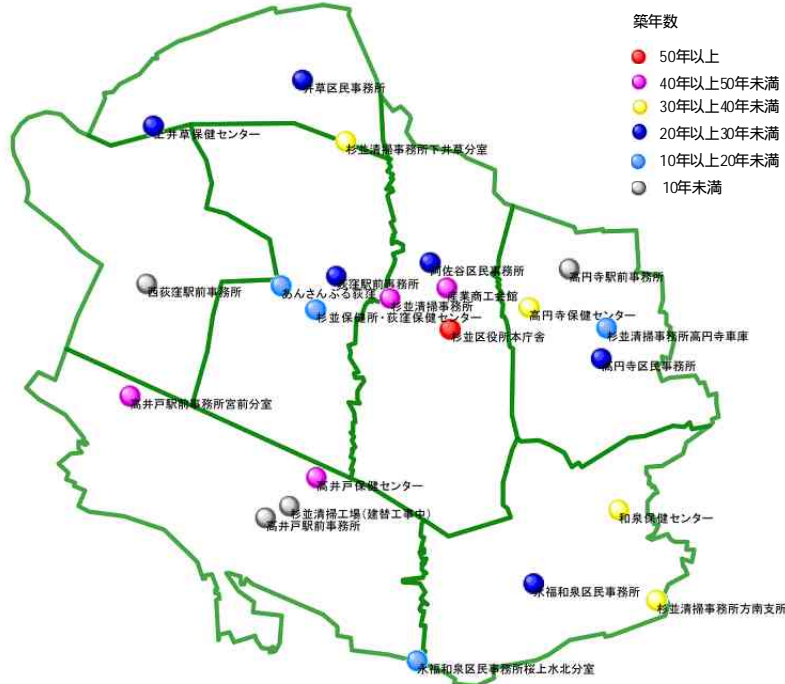 築年数
50年以上
40年以上50年未満
30年以上40年未満
20年以上30年未満
10年以上20年未満
10年未満
井草区民事務所
上井草保健センター
杉並清掃事務所下井草分室
阿佐谷区民事務所
高円寺駅前事務所
荻窪駅前事務所
西荻窪駅前事務所
あんさんぶる荻窪
産業商工会館
杉並清掃事務所
高円寺保健センター
杉並保健所・荻窪保健センター
杉並区役所本庁舎
杉並清掃事務所高円寺車庫
高円寺区民事務所
高井戸駅前事務所宮前分室
高井戸保健センター
杉並清掃工場(建替工事中)
高井戸駅前事務所
和泉保健センター
永福和泉区民事務所
杉並清掃事務所方南支所
永福和泉区民事務所桜上水北分室